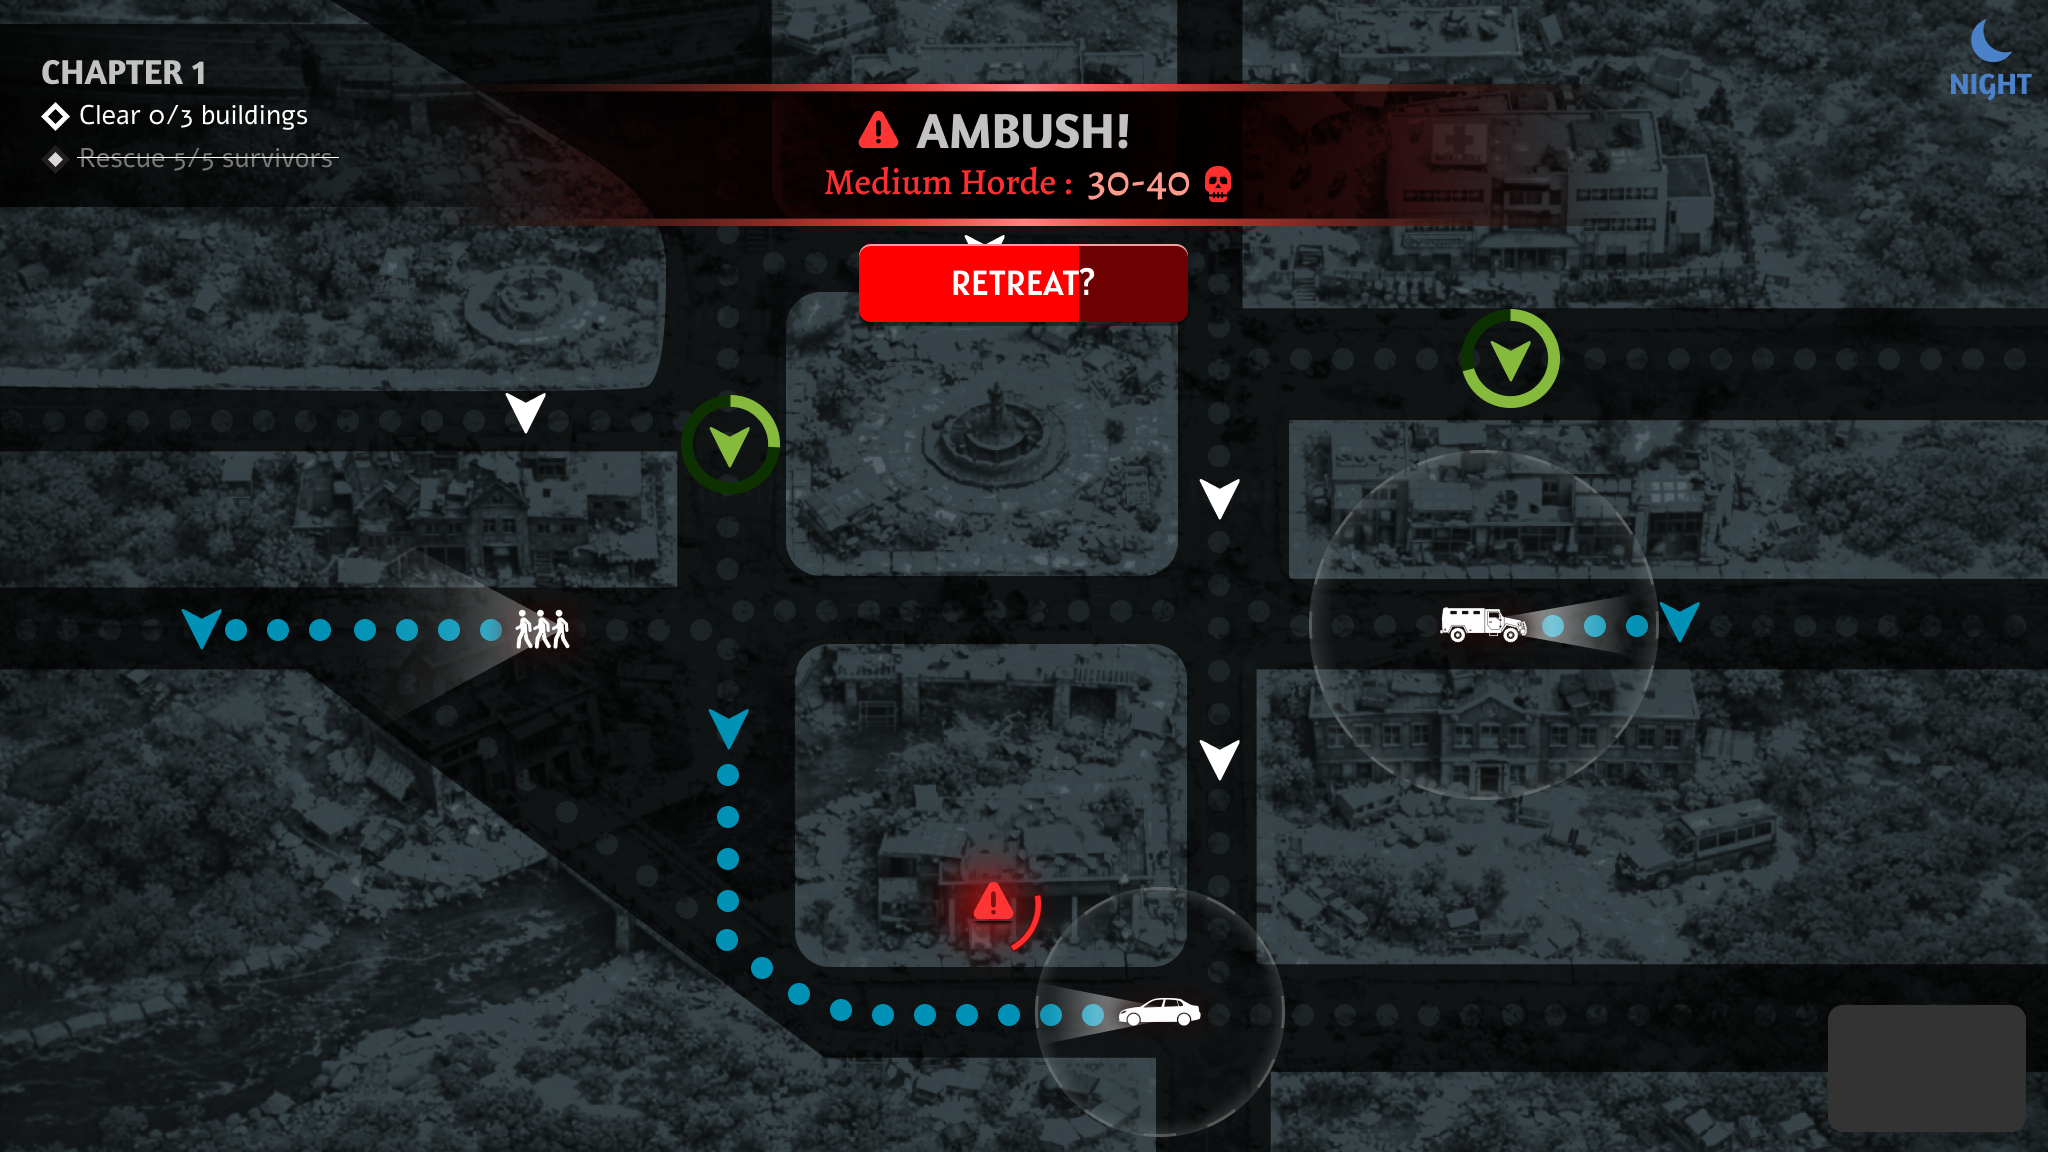 CHAPTER 1
Clear 0/3 buildings
Rescue 5/5 survivors
NIGHT
AMBUSH!
Medium Horde : 30-40
RETREAT?